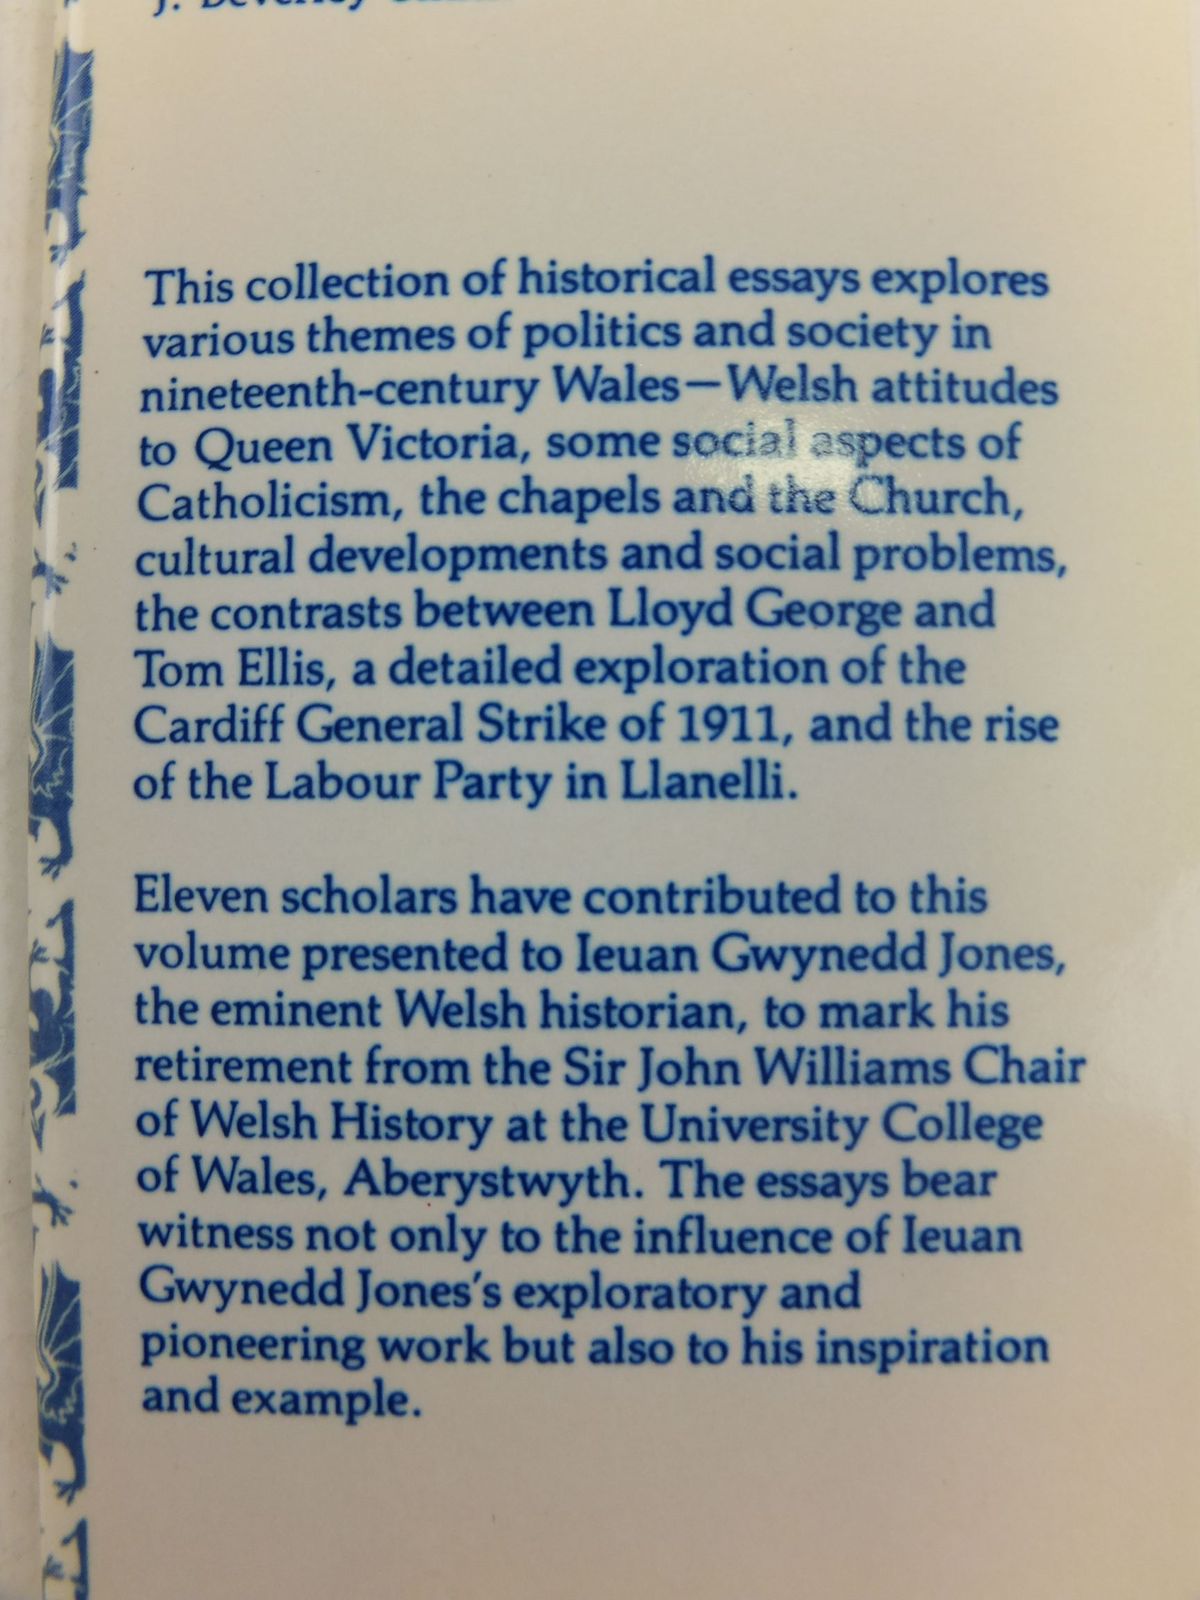 J. Beverley
This collection of historical essays explores
various themes of politics and society in
nineteenth-century Wales—Welsh attitudes
to Queen Victoria, some social aspects of
Catholicism, the chapels and the Church,
cultural developments and social problems,
the contrasts between Lloyd George and
Tom Ellis, a detailed exploration of the
Cardiff General Strike of 1911, and the rise
of the Labour Party in Llanelli.
Eleven scholars have contributed to this
volume presented to Ieuan Gwynedd Jones,
the eminent Welsh historian, to mark his
retirement from the Sir John Williams Chair
of Welsh History at the University College
of Wales, Aberystwyth. The essays bear
witness not only to the influence of Ieuan
Gwynedd Jones's exploratory and
pioneering work but also to his inspiration
and example.